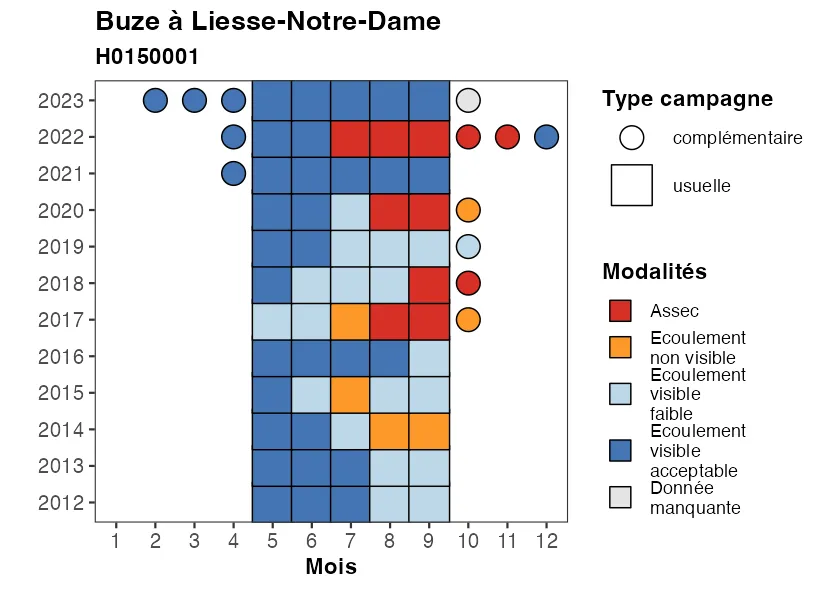 Buze à Liesse-Notre-Dame
H0150001
2023
2022
2021
2020
2019
2018
2017
2016
2015
2014
2013
2012
1 2 3 4 5 6 7 8 9 10 11 12
Mois
Type campagne
complémentaire
usuelle
Modalités
Assec
Ecoulement
non visible
Ecoulement
visible
faible
Ecoulement
visible
acceptable
Donnée
manquante